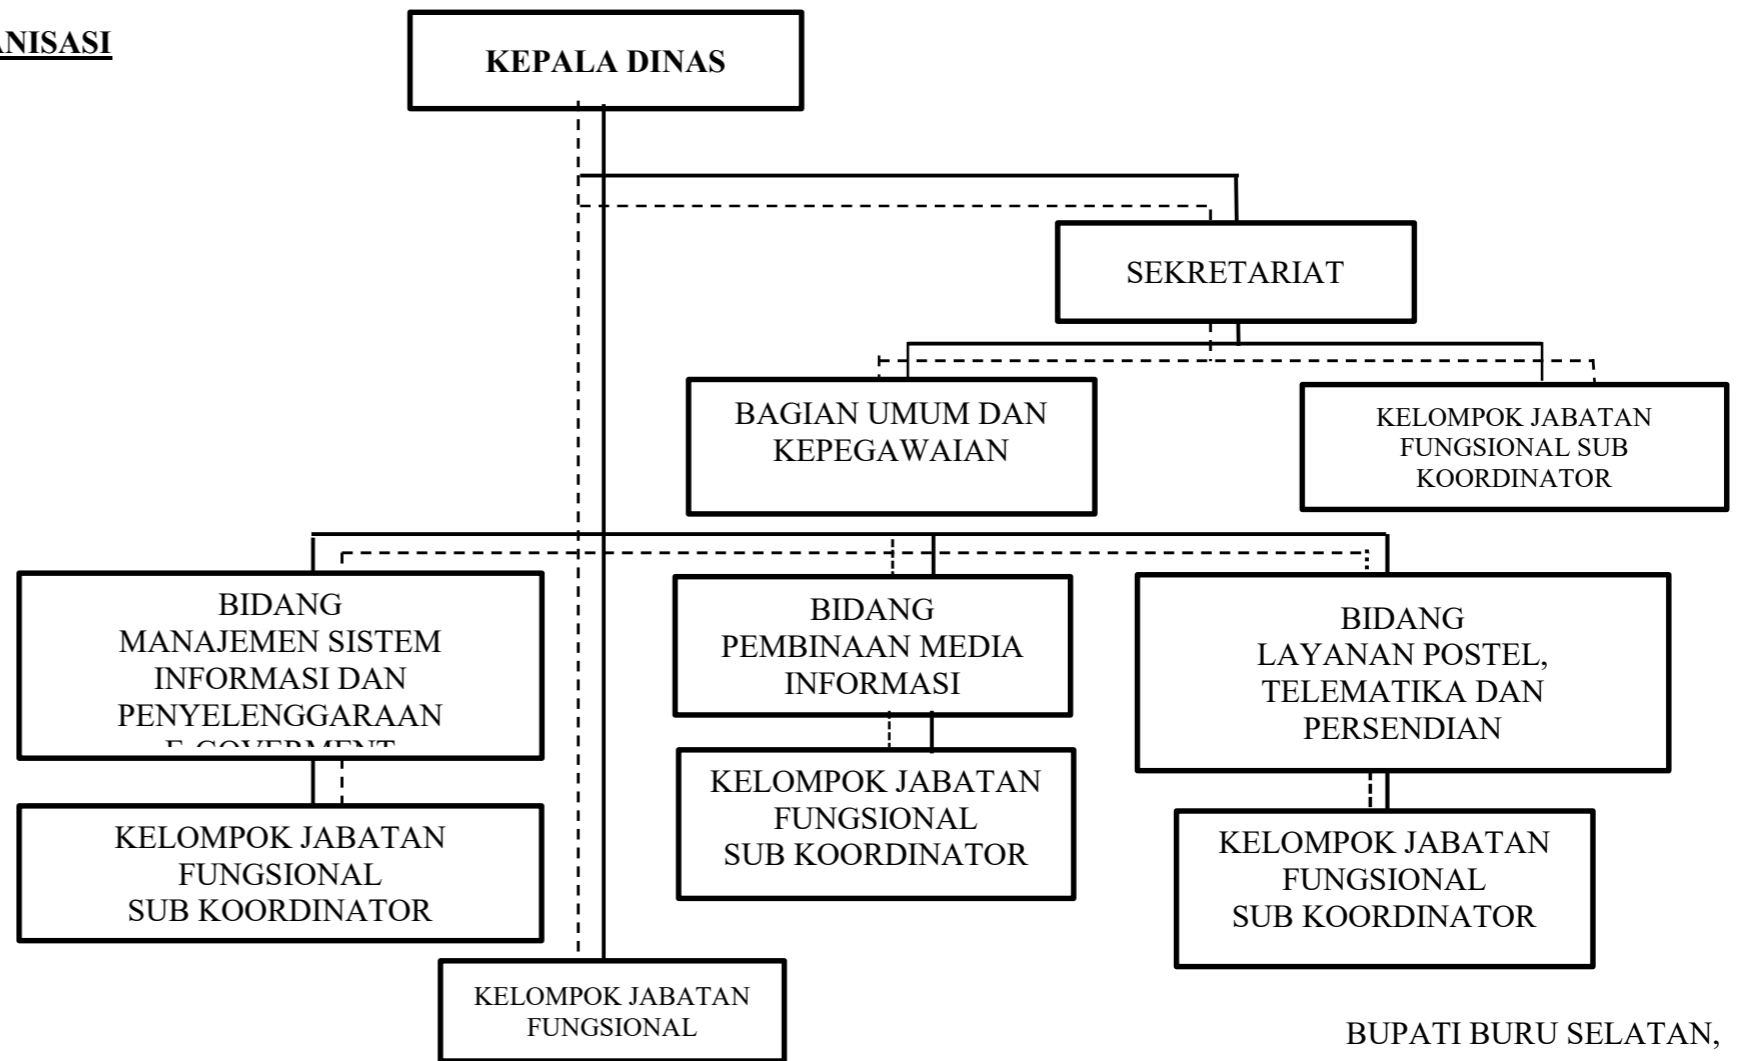 ANISASI
KEPALA DINAS
SEKRETARIAT
BAGIAN UMUM DAN
KEPEGAWAIAN
KELOMPOK JABATAN
FUNGSIONAL SUB
KOORDINATOR
BIDANG
MANAJEMEN SISTEM
INFORMASI DAN
PENYELENGGARAAN
E-GOVERMENT
BIDANG
PEMBINAAN MEDIA
INFORMASI
BIDANG
LAYANAN POSTEL,
TELEMATIKA DAN
PERSENDIAN
KELOMPOK JABATAN
FUNGSIONAL
SUB KOORDINATOR
KELOMPOK JABATAN
FUNGSIONAL
SUB KOORDINATOR
KELOMPOK JABATAN
FUNGSIONAL
SUB KOORDINATOR
KELOMPOK JABATAN
FUNGSIONAL
BUPATI BURU SELATAN,